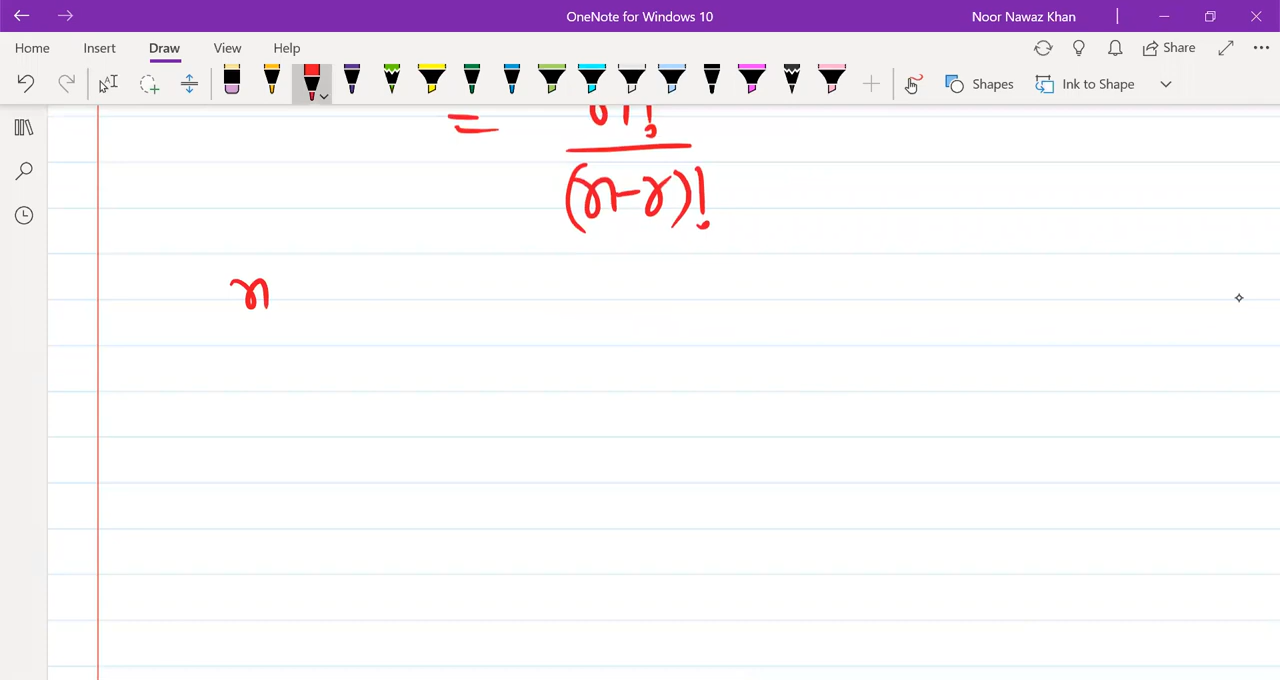 OneNote for Windows 10
Noor Nawaz Khan
Home Insert Draw View Help
Share
Shapes
Ink to Shape
= n!
(n-r)!
n